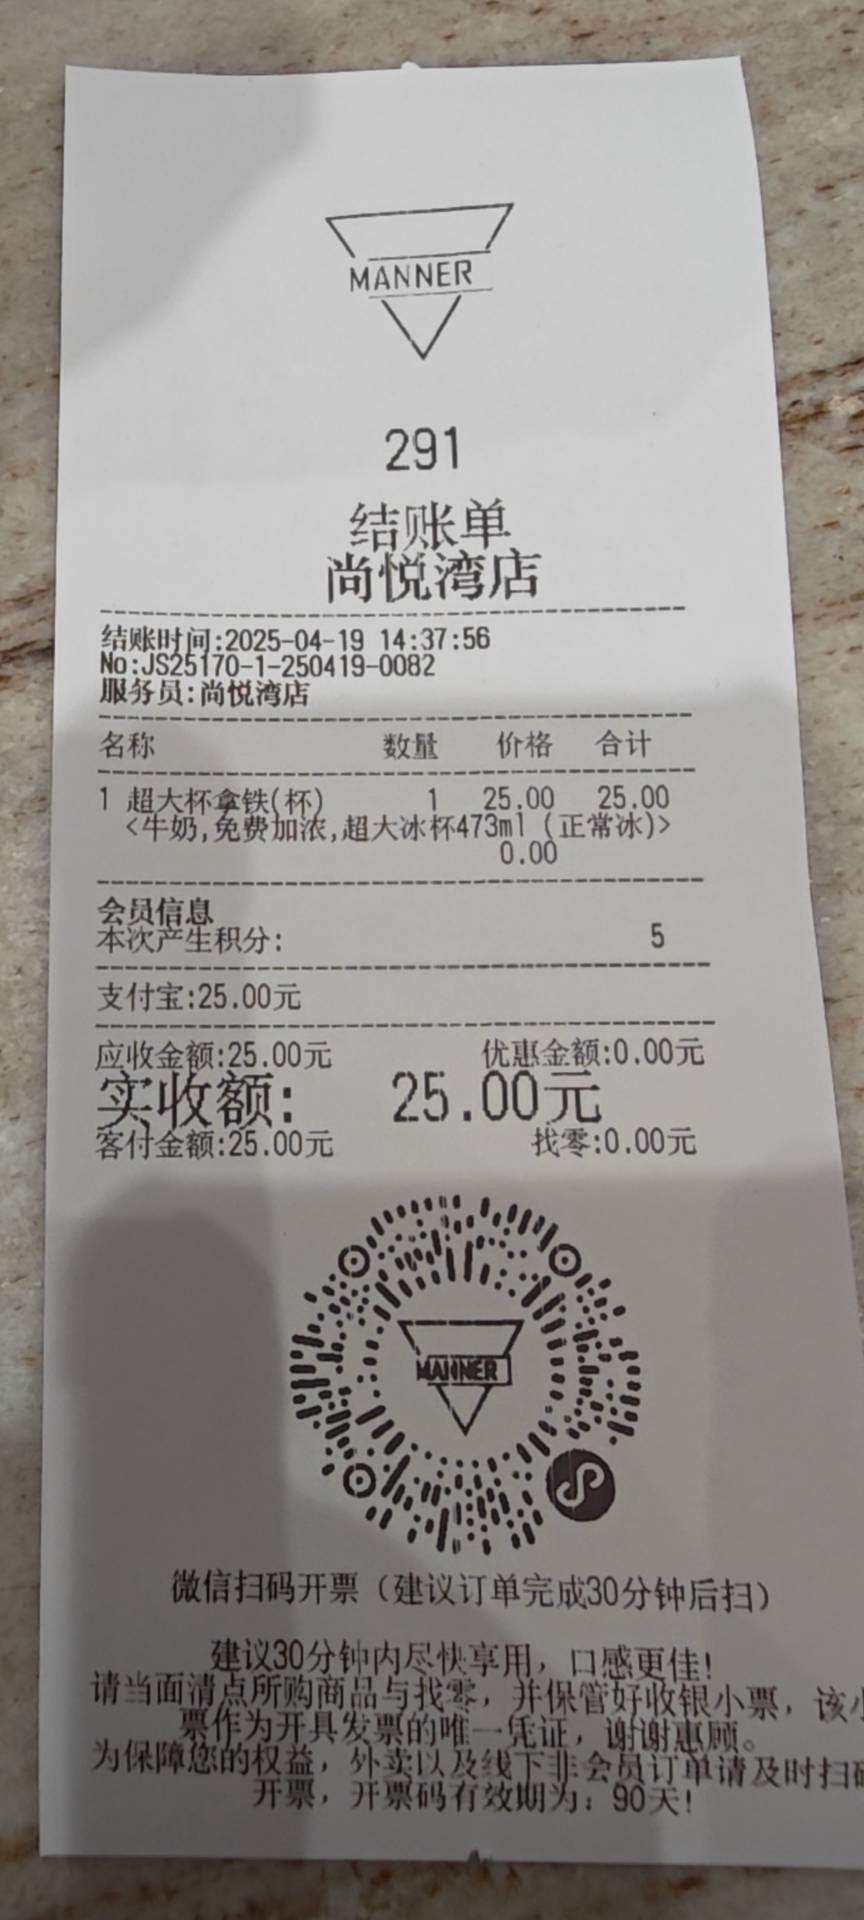 MANNER
291
结账单
尚悦湾店
结账时间:2025-04-19 14:37:56
No:JS25170-1-250419-0082
服务员:尚悦湾店
名称 数量 价格 合计
1 超大杯拿铁(杯) 1 25.00 25.00
<牛奶,免费加浓,超大冰杯473ml (正常冰)>
0.00
会员信息
本次产生积分: 5
支付宝:25.00元
应收金额:25.00元 优惠金额:0.00元
实收额: 25.00元
客付金额:25.00元 找零:0.00元
MANNER
微信扫码开票（建议订单完成30分钟后扫）
建议30分钟内尽快享用，口感更佳!
请当面清点所购商品与找零，并保管好收银小票，该小
票作为开具发票的唯一凭证，谢谢惠顾。
为保障您的权益，外卖以及线下非会员订单请及时扫码
开票，开票码有效期为：90天!